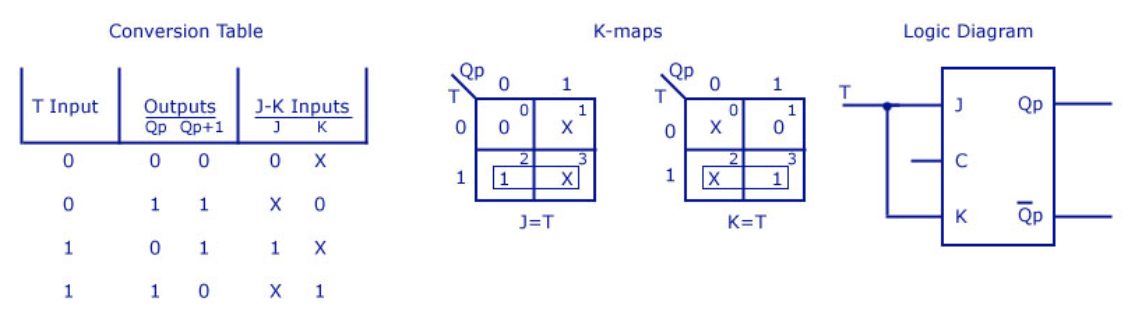 Conversion Table
T Input Outputs J-K Inputs
Qp Qp+1 J K
0 0 0 0 X
0 1 1 X 0
1 0 1 1 X
1 1 0 X 1
K-maps
Qp
T 0 1
0 0 0 X 1
1 1 2 X 3
J=T
Qp
T 0 1
0 X 0 0 1
1 X 2 1 3
K=T
Logic Diagram
T J Qp
C
K Q̅p